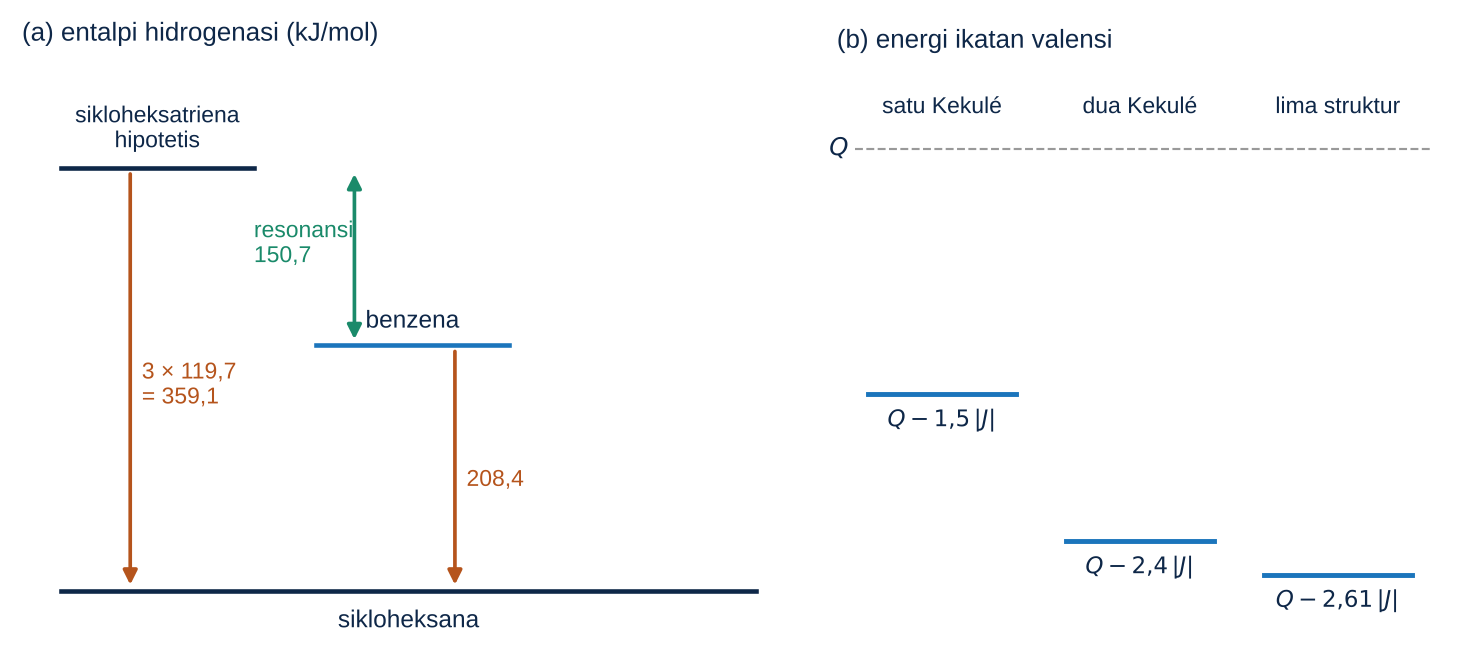 (a) entalpi hidrogenasi (kJ/mol)
sikloheksatriena
hipotetis
resonansi
150,7
benzena
3 × 119,7
= 359,1
208,4
sikloheksana
(b) energi ikatan valensi
satu Kekulé
dua Kekulé
lima struktur
Q
Q − 1,5 |J|
Q − 2,4 |J|
Q − 2,61 |J|